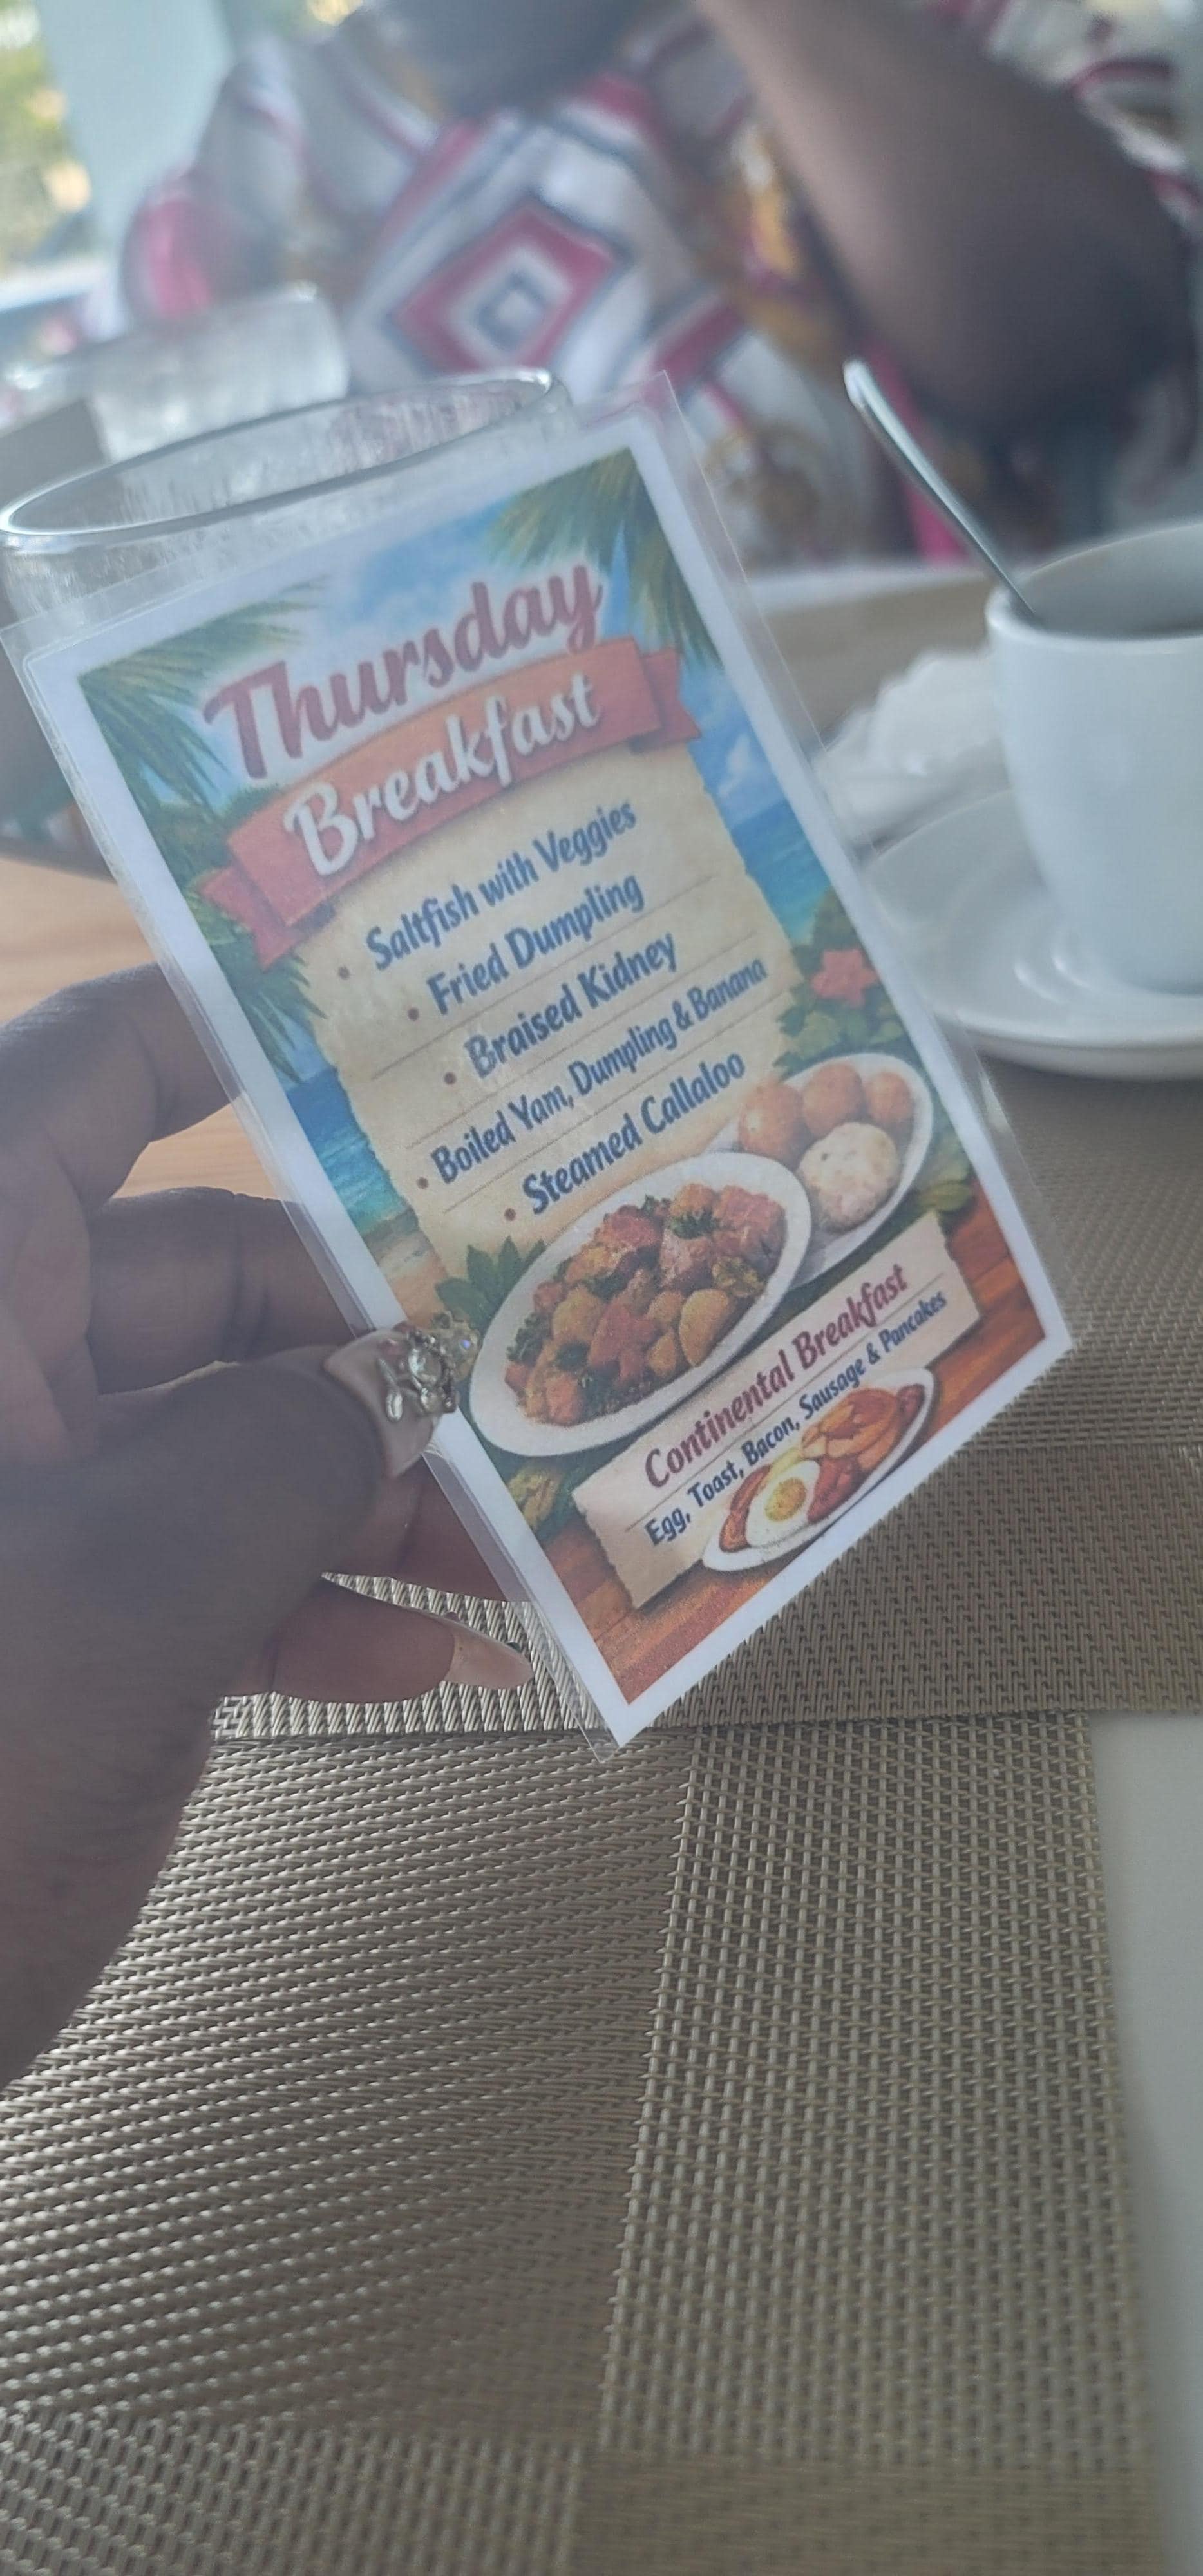 Thursday
Breakfast
• Saltfish with Veggies
• Fried Dumpling
• Braised Kidney
• Boiled Yam, Dumpling & Banana
• Steamed Callaloo
Continental Breakfast
Egg, Toast, Bacon, Sausage & Pancakes